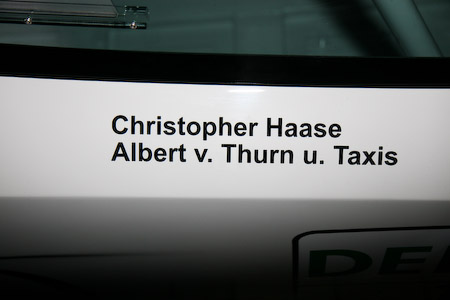 Christopher Haase
Albert v. Thurn u. Taxis